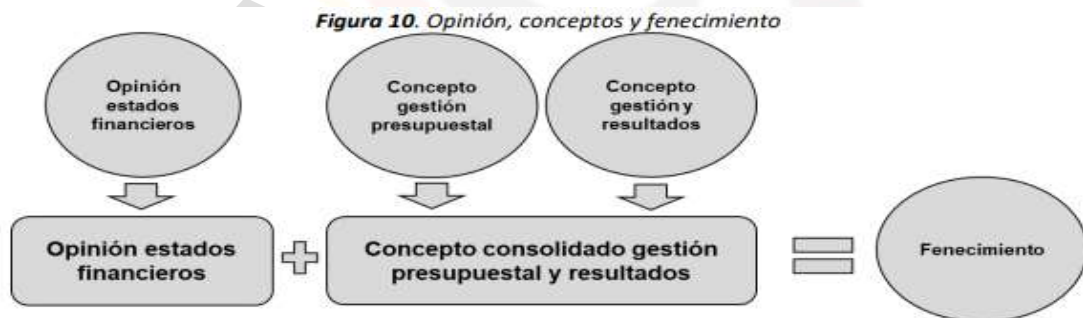 Figura 10. Opinión, conceptos y fenecimiento
Opinión
estados
financieros
Concepto
gestión
presupuestal
Concepto
gestión y
resultados
Opinión estados
financieros
Concepto consolidado gestión
presupuestal y resultados
Fenecimiento